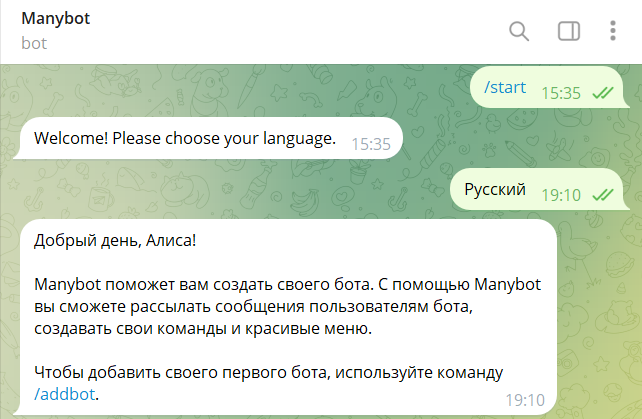 Manybot
bot
/start 15:35
Welcome! Please choose your language. 15:35
Русский 19:10
Добрый день, Алиса!
Manybot поможет вам создать своего бота. С помощью Manybot
вы сможете рассылать сообщения пользователям бота,
создавать свои команды и красивые меню.
Чтобы добавить своего первого бота, используйте команду
/addbot. 19:10